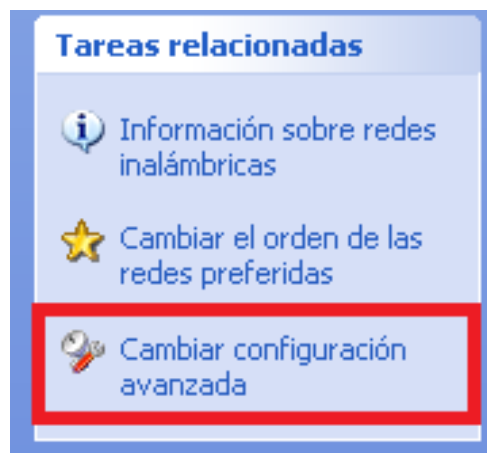 Tareas relacionadas
Información sobre redes
inalámbricas
Cambiar el orden de las
redes preferidas
Cambiar configuración
avanzada